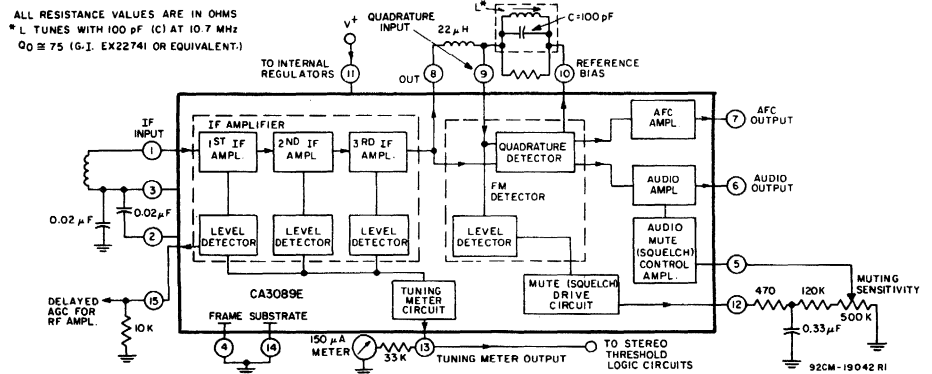 ALL RESISTANCE VALUES ARE IN OHMS
* L TUNES WITH 100 pF (C) AT 10.7 MHz
Q₀ ≅ 75 (G.I. EX22741 OR EQUIVALENT.)
V+
QUADRATURE
INPUT
22 μH
L*
C=100 pF
TO INTERNAL
REGULATORS
11
OUT
8
9
10
REFERENCE
BIAS
IF
INPUT
1
3
2
0.02 μF
0.02 μF
IF AMPLIFIER
1ST IF
AMPL.
2ND IF
AMPL
3RD IF
AMPL.
LEVEL
DETECTOR
LEVEL
DETECTOR
LEVEL
DETECTOR
QUADRATURE
DETECTOR
FM
DETECTOR
LEVEL
DETECTOR
AFC
AMPL.
7
AFC
OUTPUT
AUDIO
AMPL
6
AUDIO
OUTPUT
AUDIO
MUTE
(SQUELCH)
CONTROL
AMPL.
5
MUTING
SENSITIVITY
TUNING
METER
CIRCUIT
MUTE (SQUELCH)
DRIVE
CIRCUIT
12
470
120K
500K
0.33μF
CA3089E
DELAYED
AGC FOR
RF AMPL.
15
10K
FRAME
SUBSTRATE
4
14
150 μA
METER
33K
13
TUNING METER OUTPUT
TO STEREO
THRESHOLD
LOGIC CIRCUITS
92CM-19042 RI